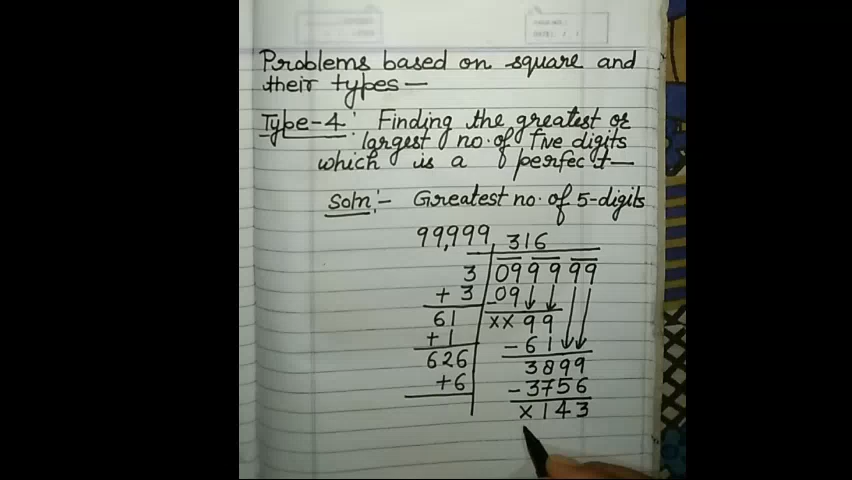 Problems based on square and
their types—
Type-4: Finding the greatest or
largest no. of five digits
which is a perfect—
Soln:- Greatest no. of 5-digits
99,999 316
3 099999
+3 -09
61 xx99
+1 -61
626 3899
+6 -3756
x143